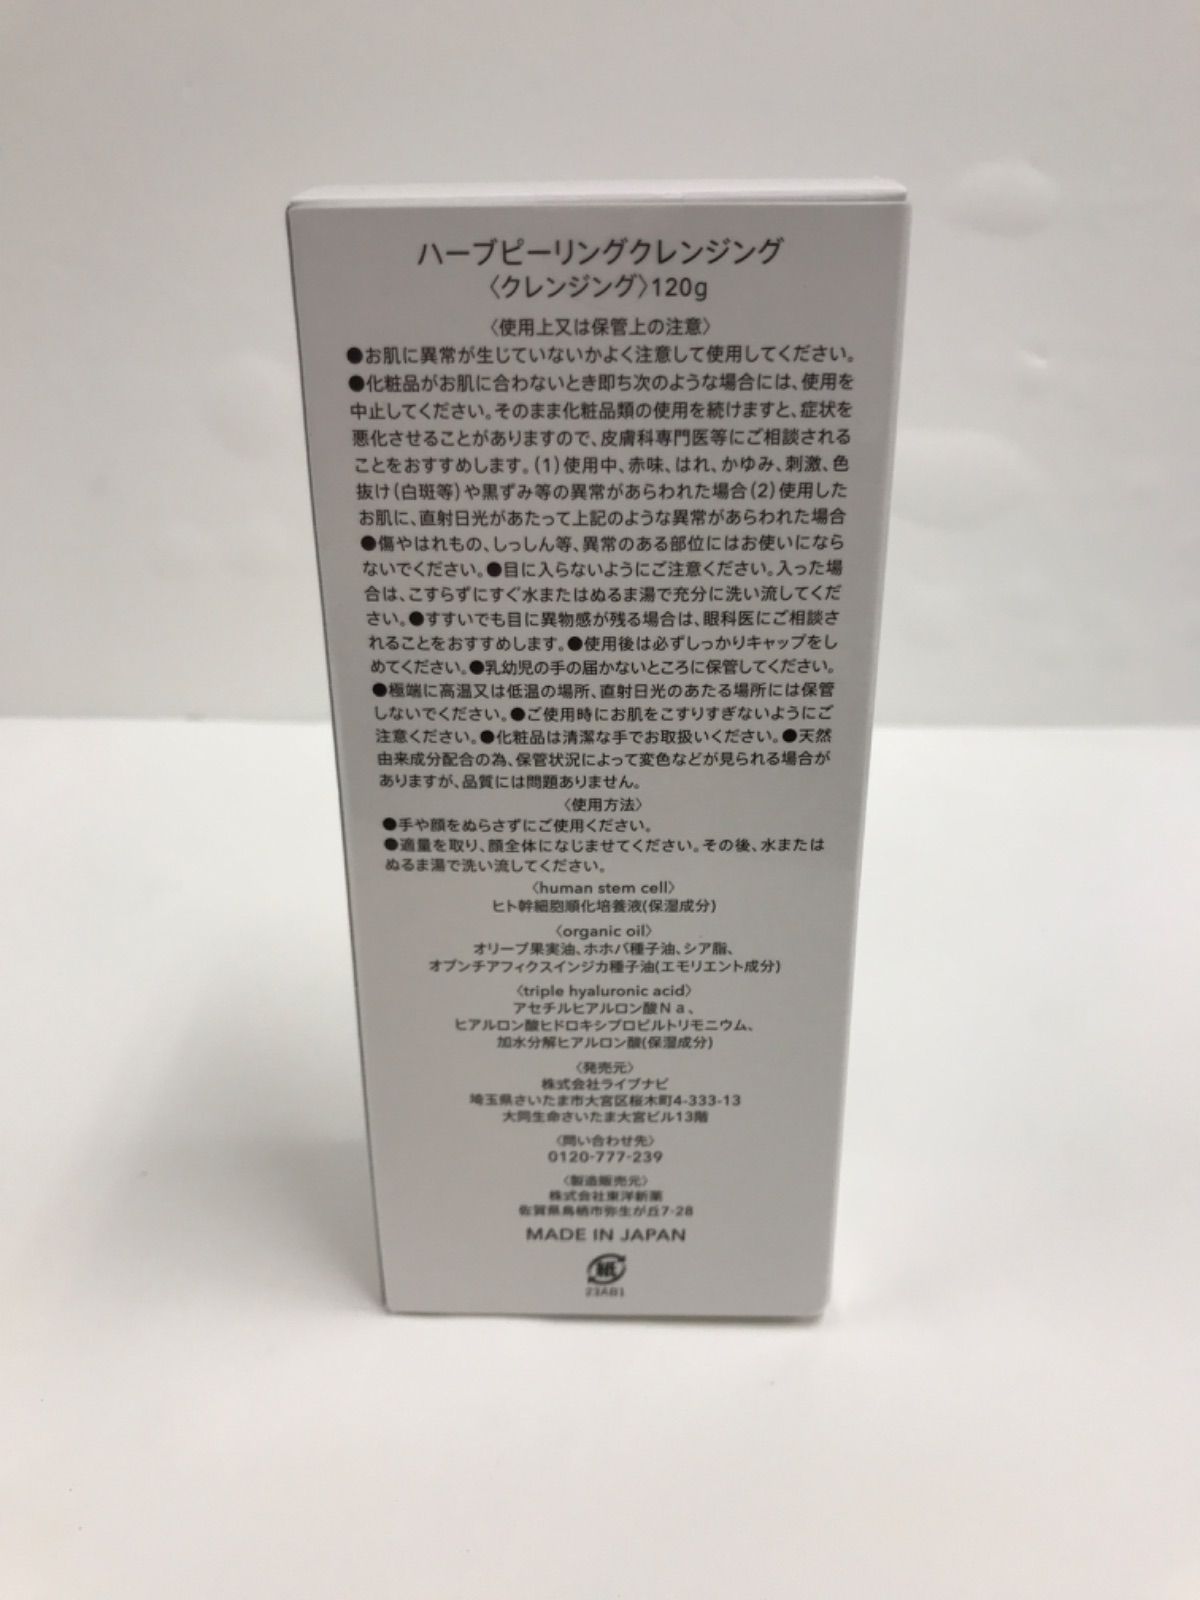 ハーブピーリングクレンジング
〈クレンジング〉120g
〈使用上又は保管上の注意〉
●お肌に異常が生じていないかよく注意して使用してください。
●化粧品がお肌に合わないとき即ち次のような場合には、使用を
中止してください。そのまま化粧品類の使用を続けますと、症状を
悪化させることがありますので、皮膚科専門医等にご相談される
ことをおすすめします。(1)使用中、赤味、はれ、かゆみ、刺激、色
抜け(白斑等)や黒ずみ等の異常があらわれた場合(2)使用した
お肌に、直射日光があたって上記のような異常があらわれた場合
●傷やはれもの、しっしん等、異常のある部位にはお使いになら
ないでください。●目に入らないようにご注意ください。入った場
合は、こすらずにすぐ水またはぬるま湯で充分に洗い流してくだ
さい。●すすいでも目に異物感が残る場合は、眼科医にご相談さ
れることをおすすめします。●使用後は必ずしっかりキャップをし
めてください。●乳幼児の手の届かないところに保管してください。
●極端に高温又は低温の場所、直射日光のあたる場所には保管
しないでください。●ご使用時にお肌をこすりすぎないようにご
注意ください。●化粧品は清潔な手でお取扱いください。●天然
由来成分配合の為、保管状況によって変色などが見られる場合が
ありますが、品質には問題ありません。
〈使用方法〉
●手や顔をぬらさずにご使用ください。
●適量を取り、顔全体になじませてください。その後、水または
ぬるま湯で洗い流してください。
〈human stem cell〉
ヒト幹細胞順化培養液(保湿成分)
〈organic oil〉
オリーブ果実油、ホホバ種子油、シア脂、
オプンチアフィクスインジカ種子油(エモリエント成分)
〈triple hyaluronic acid〉
アセチルヒアルロン酸Na、
ヒアルロン酸ヒドロキシプロピルトリモニウム、
加水分解ヒアルロン酸(保湿成分)
〈発売元〉
株式会社ライブナビ
埼玉県さいたま市大宮区桜木町4-333-13
大同生命さいたま大宮ビル13階
〈問い合わせ先〉
0120-777-239
〈製造販売元〉
株式会社東洋新薬
佐賀県鳥栖市弥生が丘7-28
MADE IN JAPAN
紙
23AB1